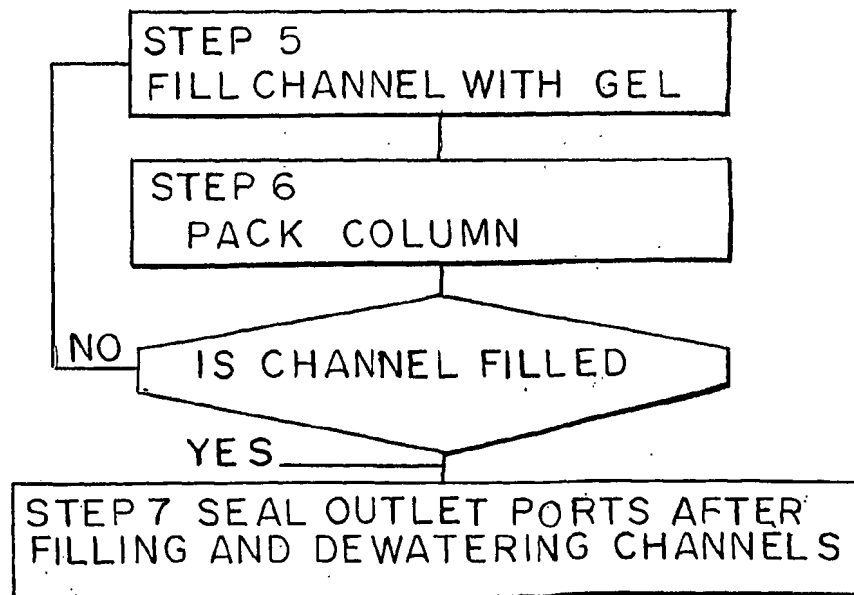 STEP 5
FILL CHANNEL WITH GEL
STEP 6
PACK COLUMN
NO
IS CHANNEL FILLED
YES
STEP 7 SEAL OUTLET PORTS AFTER
FILLING AND DEWATERING CHANNELS